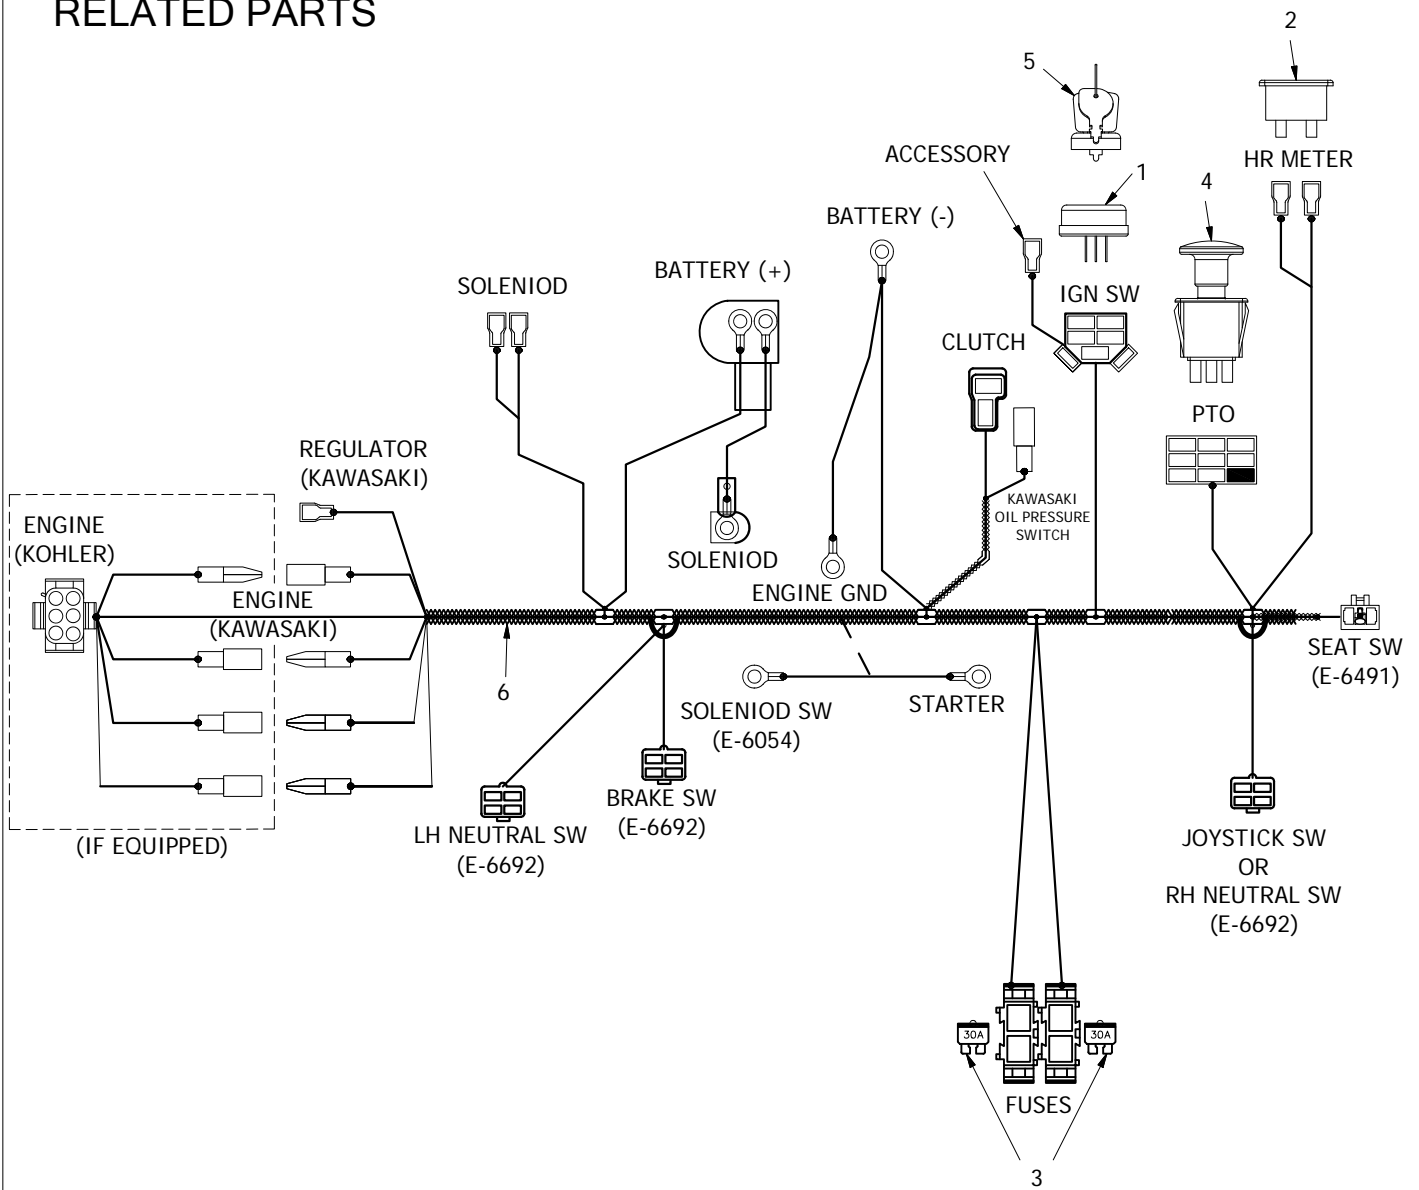 RELATED PARTS
2
5
ACCESSORY
1
4
HR METER
BATTERY (-)
BATTERY (+)
SOLENIOD
IGN SW
CLUTCH
PTO
REGULATOR
(KAWASAKI)
KAWASAKI
OIL PRESSURE
SWITCH
ENGINE
(KOHLER)
SOLENIOD
ENGINE GND
ENGINE
(KAWASAKI)
6
SOLENIOD SW
(E-6054)
STARTER
SEAT SW
(E-6491)
BRAKE SW
(E-6692)
LH NEUTRAL SW
(E-6692)
(IF EQUIPPED)
JOYSTICK SW
OR
RH NEUTRAL SW
(E-6692)
30A
30A
FUSES
3